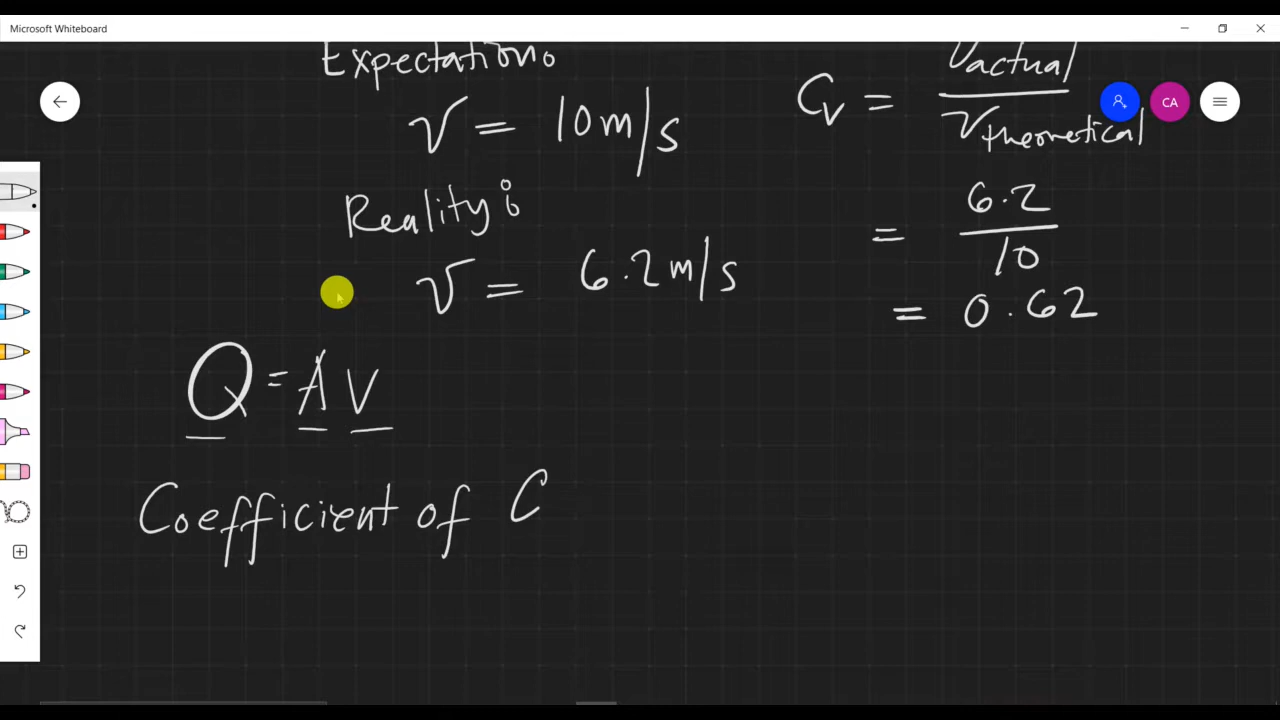 Microsoft Whiteboard
Expectation:
v = 10 m/s
Reality:
v = 6.2 m/s
Q = A v
Coefficient of C
Cv = vactual / vtheoretical
= 6.2 / 10
= 0.62
CA